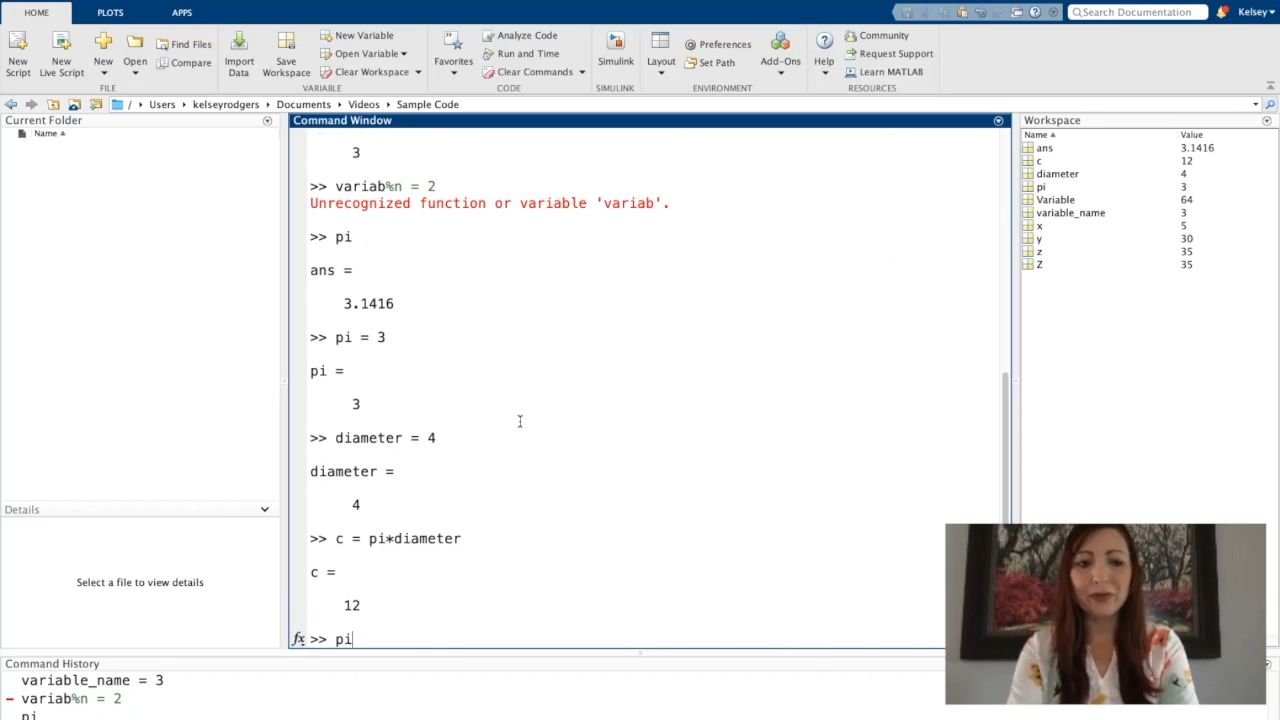 HOME PLOTS APPS
Search Documentation Kelsey
New Script
New Live Script
New
Open
Find Files
Compare
Import Data
Save Workspace
New Variable
Open Variable
Clear Workspace
Favorites
Analyze Code
Run and Time
Clear Commands
Simulink
Layout
Preferences
Set Path
Add-Ons
Help
Community
Request Support
Learn MATLAB
FILE VARIABLE CODE SIMULINK ENVIRONMENT RESOURCES
/ Users kelseyrodgers Documents Videos Sample Code
Current Folder
Name
Details
Select a file to view details
Command Window
3
>> variab%n = 2
Unrecognized function or variable 'variab'.
>> pi
ans =
3.1416
>> pi = 3
pi =
3
>> diameter = 4
diameter =
4
>> c = pi*diameter
c =
12
fx >> pi
Workspace
Name Value
ans 3.1416
c 12
diameter 4
pi 3
Variable 64
variable_name 3
x 5
y 30
z 35
Z 35
Command History
variable_name = 3
variab%n = 2
pi